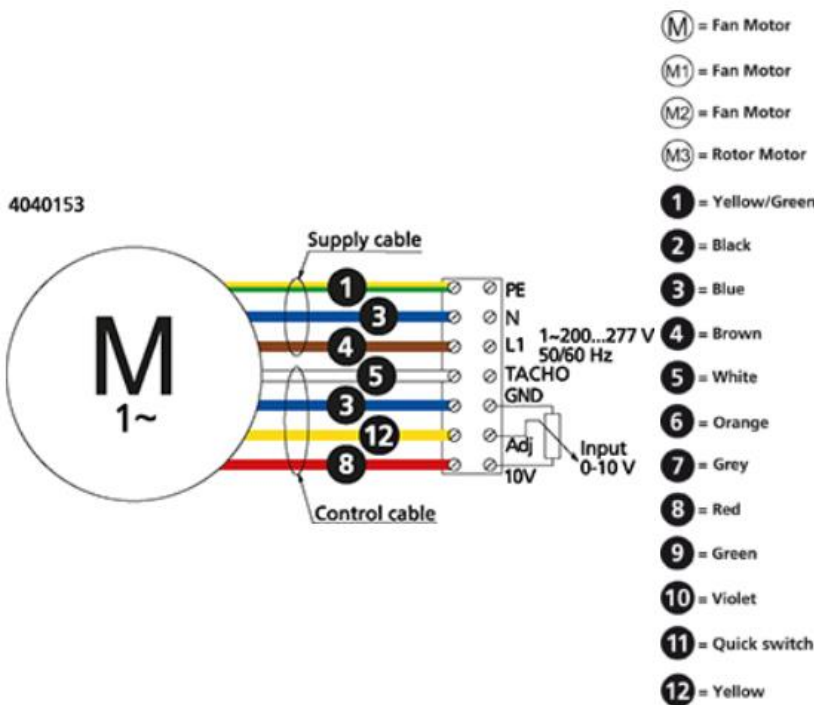 4040153
Supply cable
M
1~
1
3
4
5
3
12
8
Control cable
PE
N
L1
1~200...277 V
50/60 Hz
TACHO
GND
Adj
10V
Input
0-10 V
M = Fan Motor
M1 = Fan Motor
M2 = Fan Motor
M3 = Rotor Motor
1 = Yellow/Green
2 = Black
3 = Blue
4 = Brown
5 = White
6 = Orange
7 = Grey
8 = Red
9 = Green
10 = Violet
11 = Quick switch
12 = Yellow